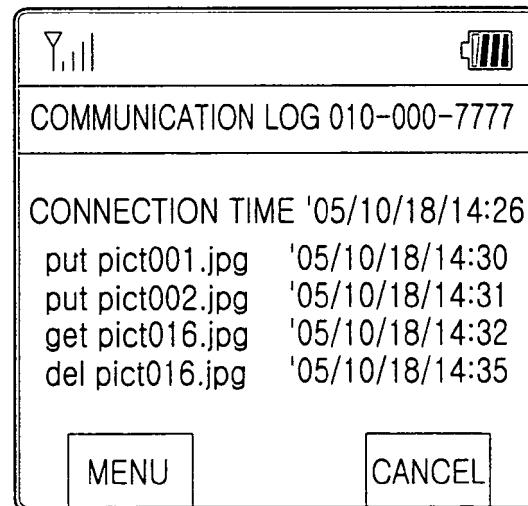 COMMUNICATION LOG 010-000-7777
CONNECTION TIME '05/10/18/14:26
put pict001.jpg '05/10/18/14:30
put pict002.jpg '05/10/18/14:31
get pict016.jpg '05/10/18/14:32
del pict016.jpg '05/10/18/14:35
MENU CANCEL